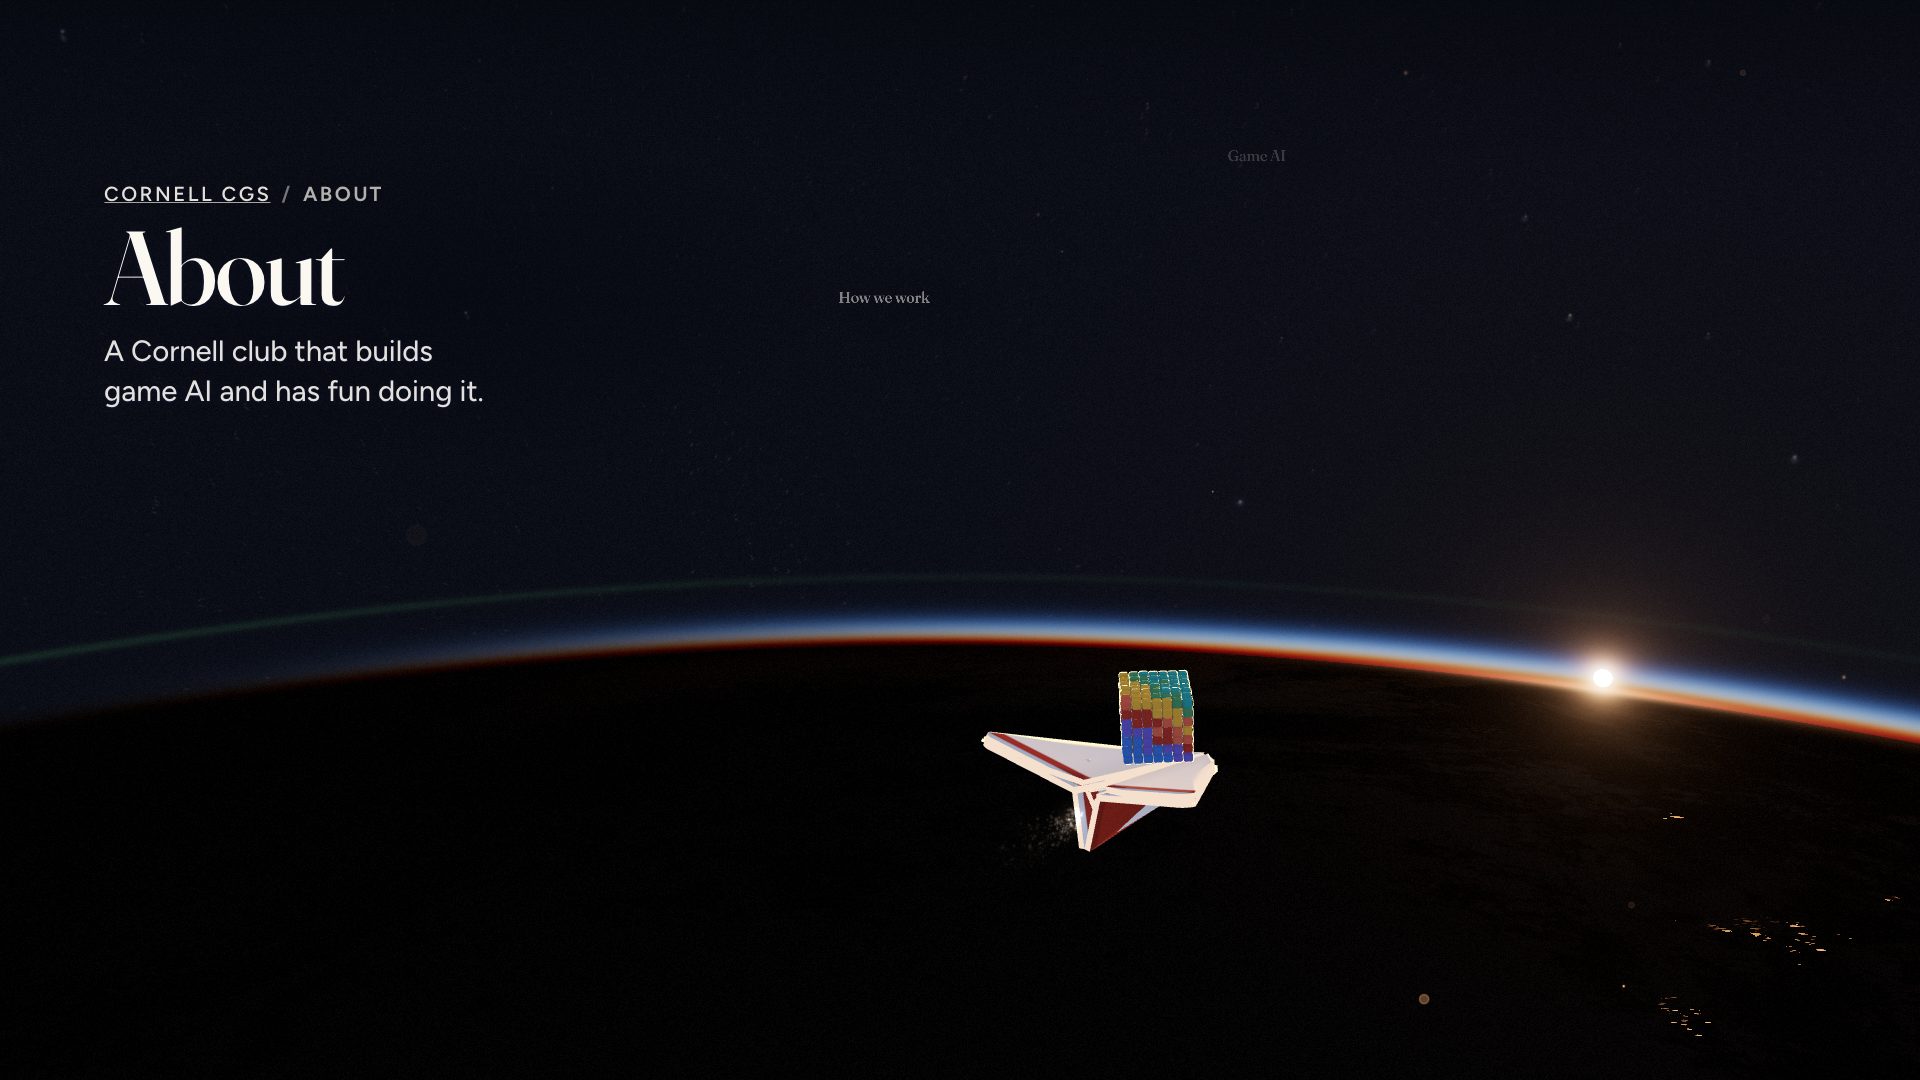 CORNELL CGS / ABOUT
About
A Cornell club that builds
game AI and has fun doing it.
How we work
Game AI